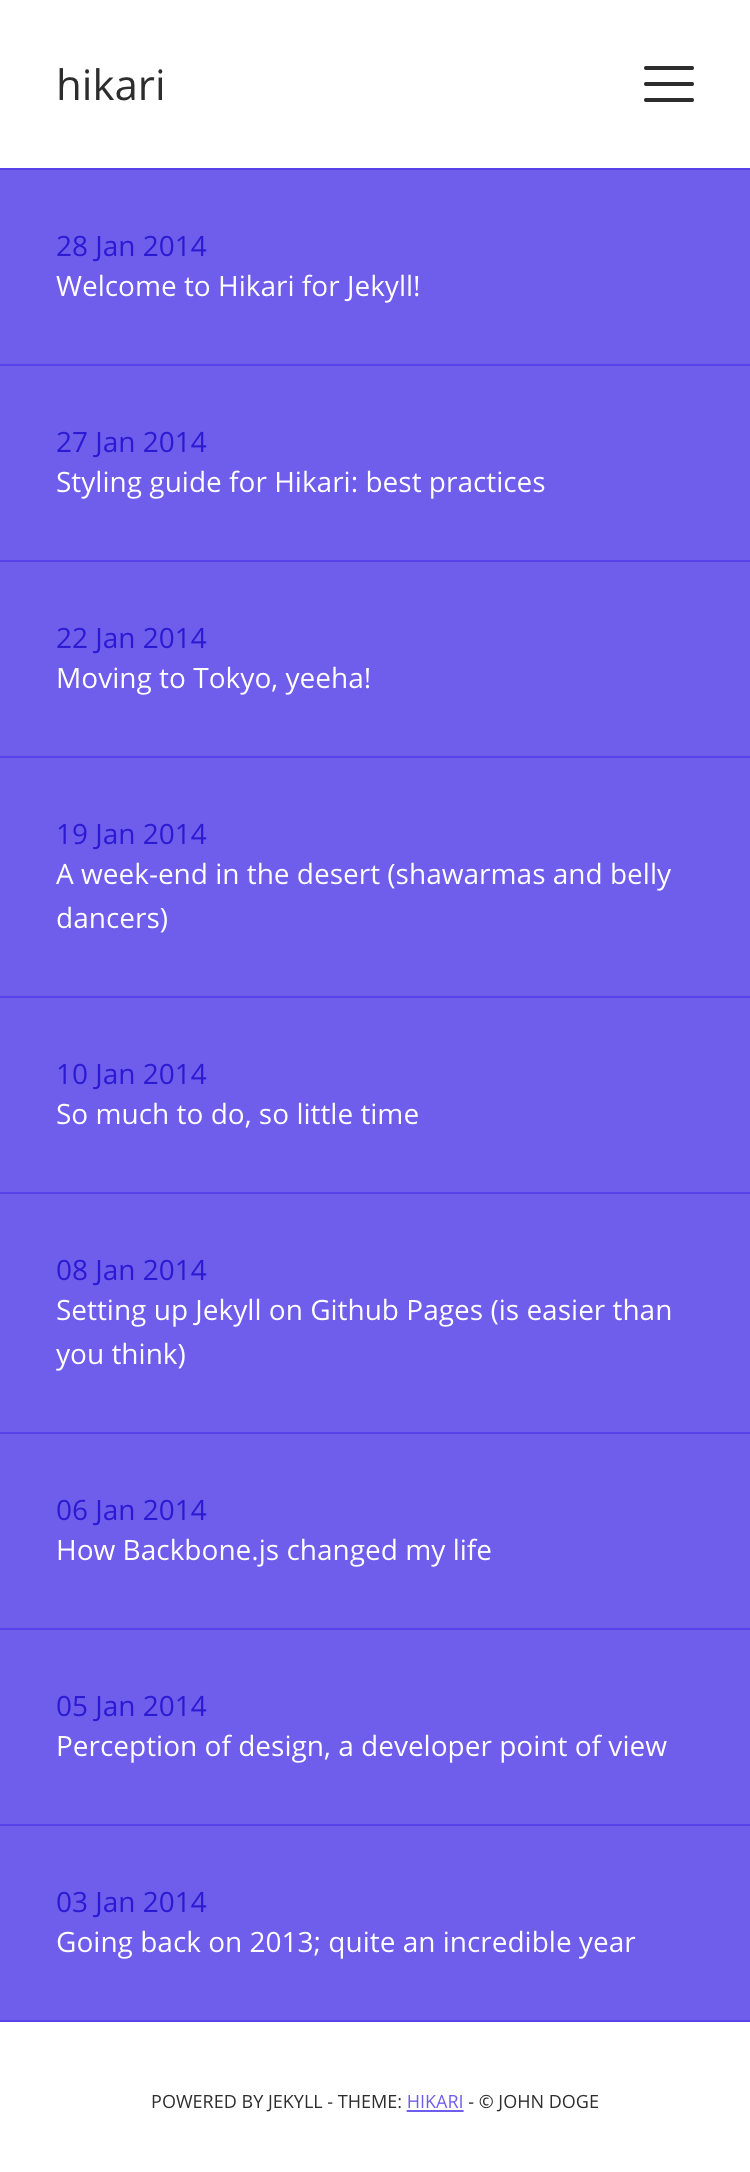 hikari
28 Jan 2014
Welcome to Hikari for Jekyll!
27 Jan 2014
Styling guide for Hikari: best practices
22 Jan 2014
Moving to Tokyo, yeeha!
19 Jan 2014
A week-end in the desert (shawarmas and belly
dancers)
10 Jan 2014
So much to do, so little time
08 Jan 2014
Setting up Jekyll on Github Pages (is easier than
you think)
06 Jan 2014
How Backbone.js changed my life
05 Jan 2014
Perception of design, a developer point of view
03 Jan 2014
Going back on 2013; quite an incredible year
POWERED BY JEKYLL - THEME: HIKARI - © JOHN DOGE